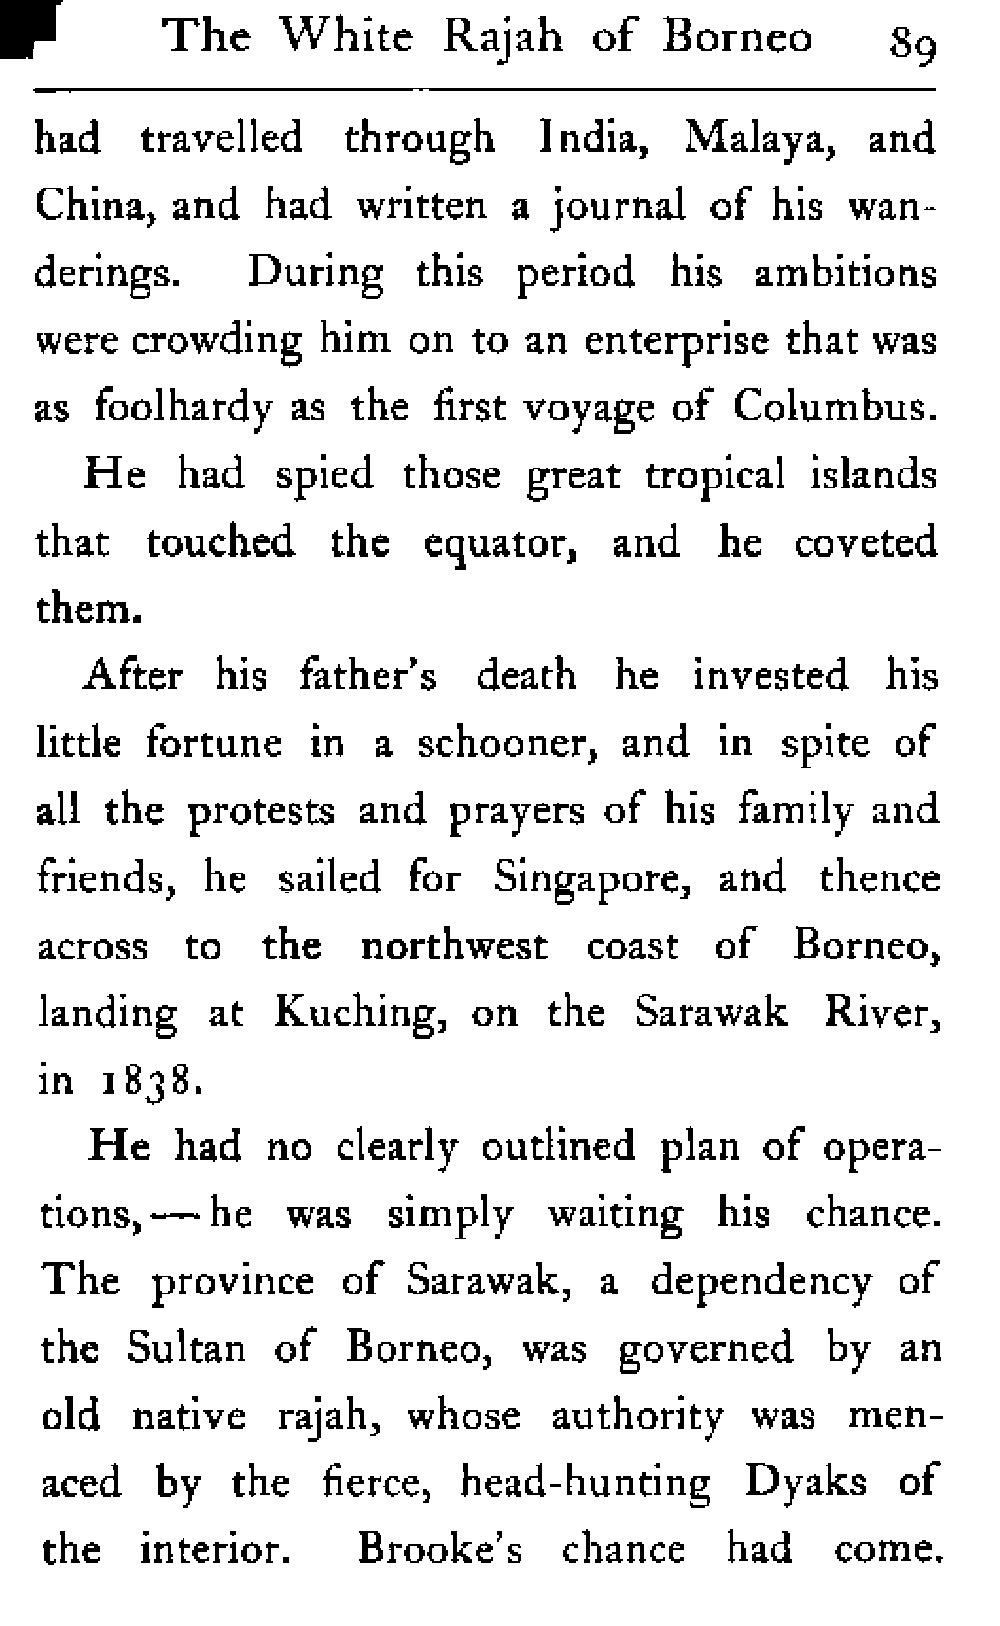 The White Rajah of Borneo 89
had travelled through India, Malaya, and
China, and had written a journal of his wan-
derings. During this period his ambitions
were crowding him on to an enterprise that was
as foolhardy as the first voyage of Columbus.
He had spied those great tropical islands
that touched the equator, and he coveted
them.
After his father's death he invested his
little fortune in a schooner, and in spite of
all the protests and prayers of his family and
friends, he sailed for Singapore, and thence
across to the northwest coast of Borneo,
landing at Kuching, on the Sarawak River,
in 1838.
He had no clearly outlined plan of opera-
tions,—he was simply waiting his chance.
The province of Sarawak, a dependency of
the Sultan of Borneo, was governed by an
old native rajah, whose authority was men-
aced by the fierce, head-hunting Dyaks of
the interior. Brooke's chance had come.